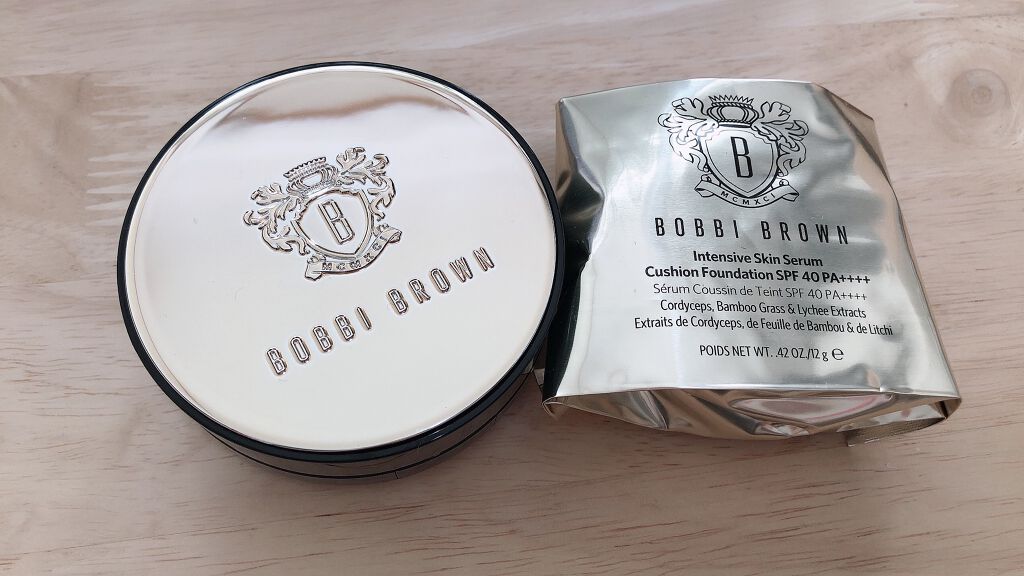 B
MCMXCI
BOBBI BROWN
B
MCMXCI
BOBBI BROWN
Intensive Skin Serum
Cushion Foundation SPF 40 PA++++
Sérum Coussin de Teint SPF 40 PA++++
Cordyceps, Bamboo Grass & Lychee Extracts
Extraits de Cordyceps, de Feuille de Bambou & de Litchi
POIDS NET WT. .42 OZ./12 g ℮